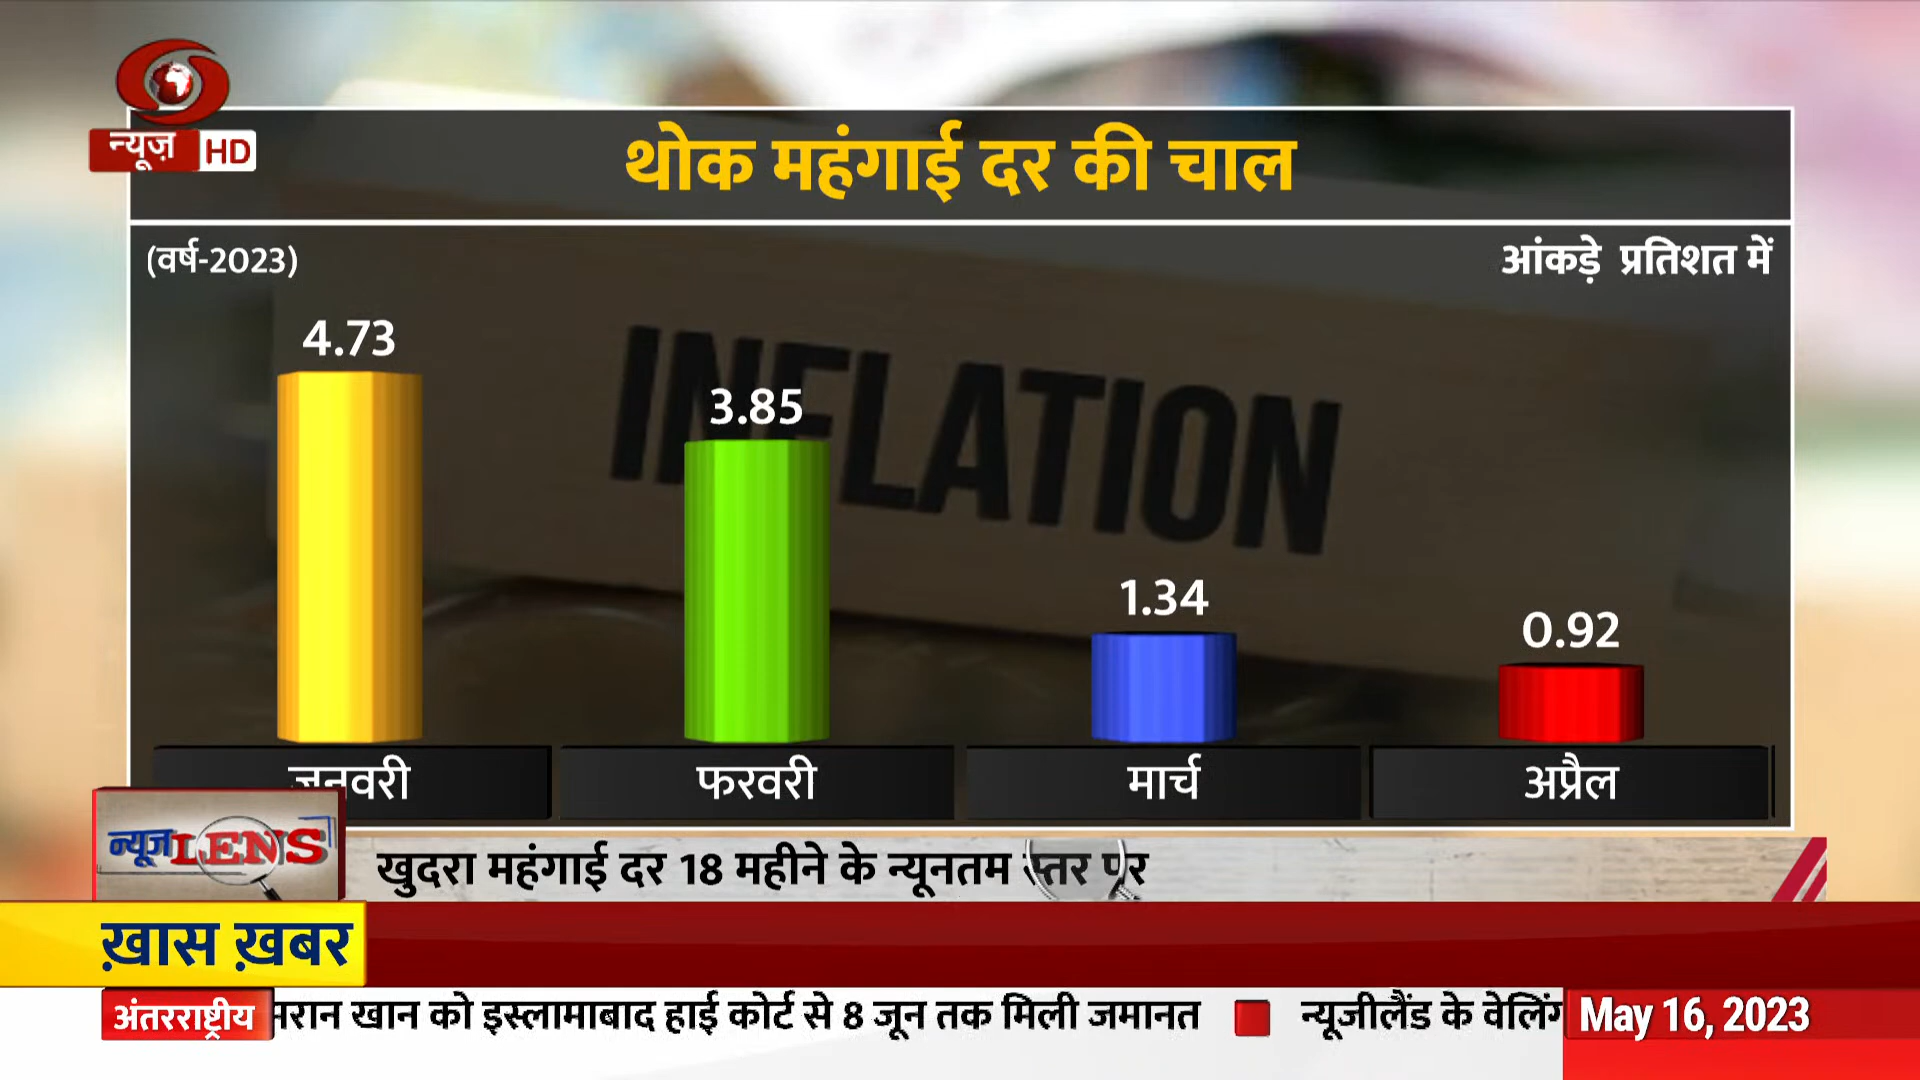 न्यूज़ HD
थोक महंगाई दर की चाल
(वर्ष-2023)
आंकड़े प्रतिशत में
INFLATION
4.73
3.85
1.34
0.92
जनवरी
फरवरी
मार्च
अप्रैल
न्यूज़ LENS
खुदरा महंगाई दर 18 महीने के न्यूनतम स्तर पर
ख़ास ख़बर
अंतरराष्ट्रीय
खान को इस्लामाबाद हाई कोर्ट से 8 जून तक मिली जमानत
न्यूजीलैंड के
May 16, 2023